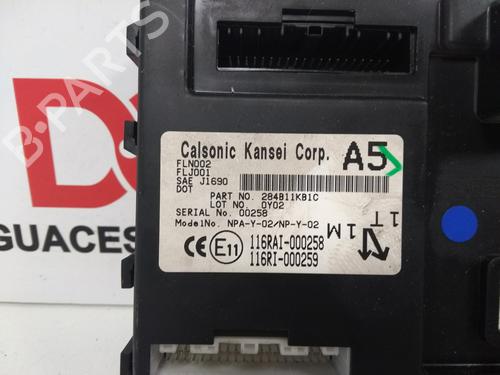 Calsonic Kansei Corp. A5
FLN002
FLJ001
SAE J1690
DOT
PART NO. 284B11KB1C
LOT NO. 0Y02
SERIAL No. 00258
ModelNo. NPA-Y-02/NP-Y-02
CE E11 116RAI-000258
116RI-000259
1M
1T
GUACES